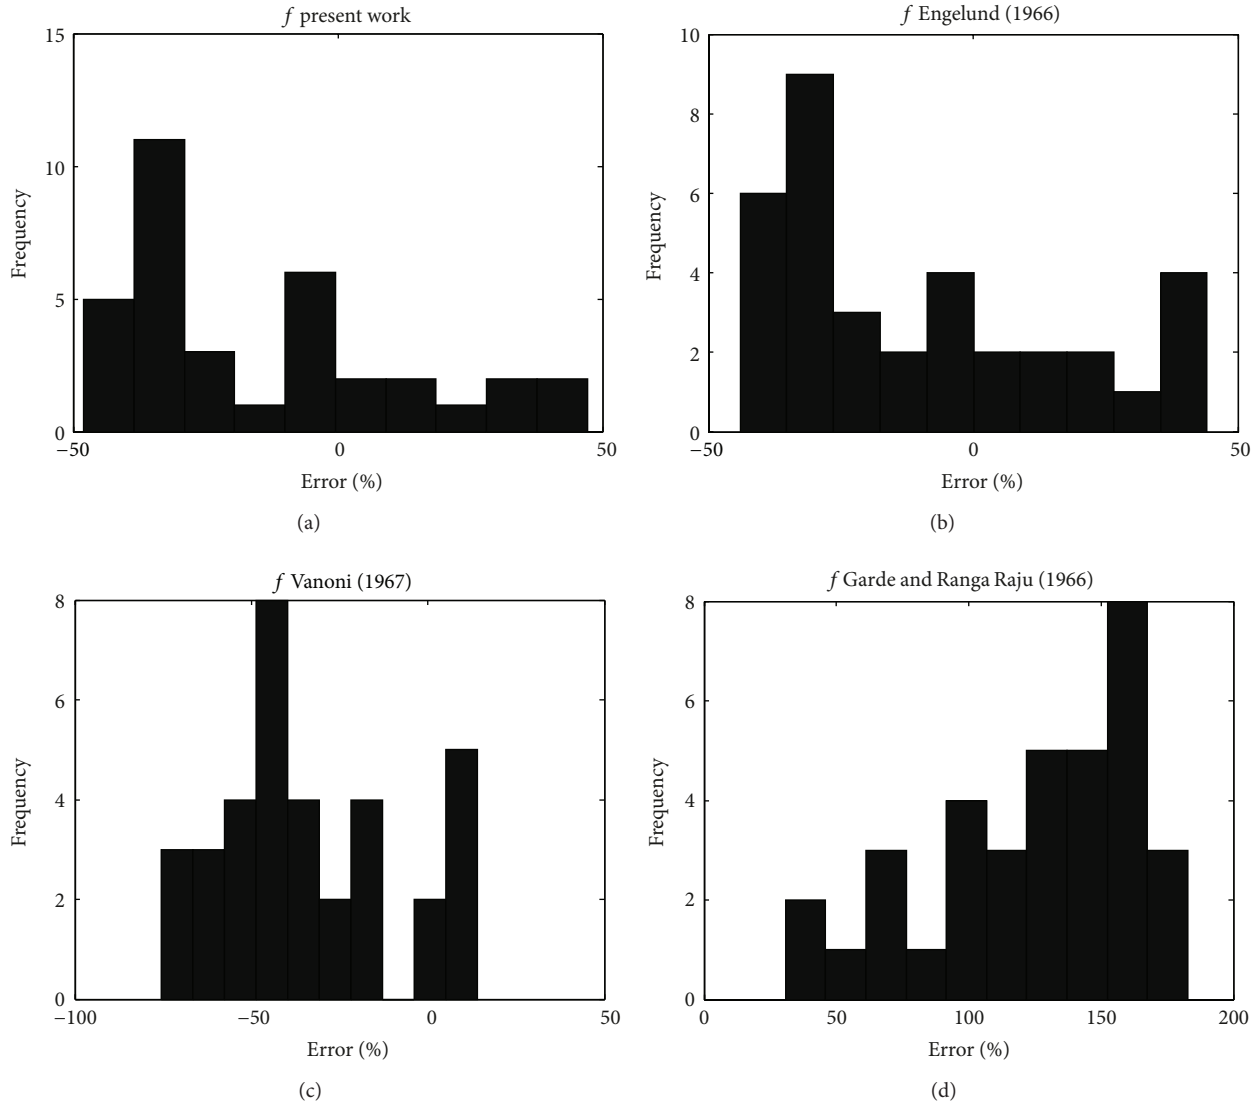 f present work
15
10
5
0
Frequency
−50
0
50
Error (%)
(a)
f Engelund (1966)
10
8
6
4
2
0
Frequency
−50
0
50
Error (%)
(b)
f Vanoni (1967)
8
6
4
2
0
Frequency
−100
−50
0
50
Error (%)
(c)
f Garde and Ranga Raju (1966)
8
6
4
2
0
Frequency
0
50
100
150
200
Error (%)
(d)